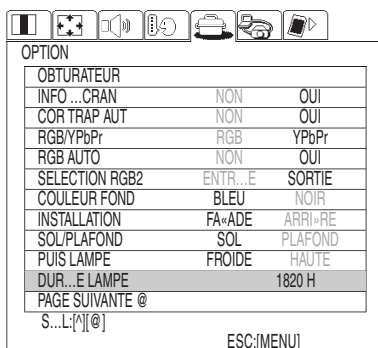 OPTION
OBTURATEUR
INFO ...CRAN NON OUI
COR TRAP AUT NON OUI
RGB/YPbPr RGB YPbPr
RGB AUTO NON OUI
SELECTION RGB2 ENTR...E SORTIE
COULEUR FOND BLEU NOIR
INSTALLATION FA«ADE ARRI»RE
SOL/PLAFOND SOL PLAFOND
PUIS LAMPE FROIDE HAUTE
DUR...E LAMPE 1820 H
PAGE SUIVANTE @
S...L:[^][@]
ESC:[MENU]